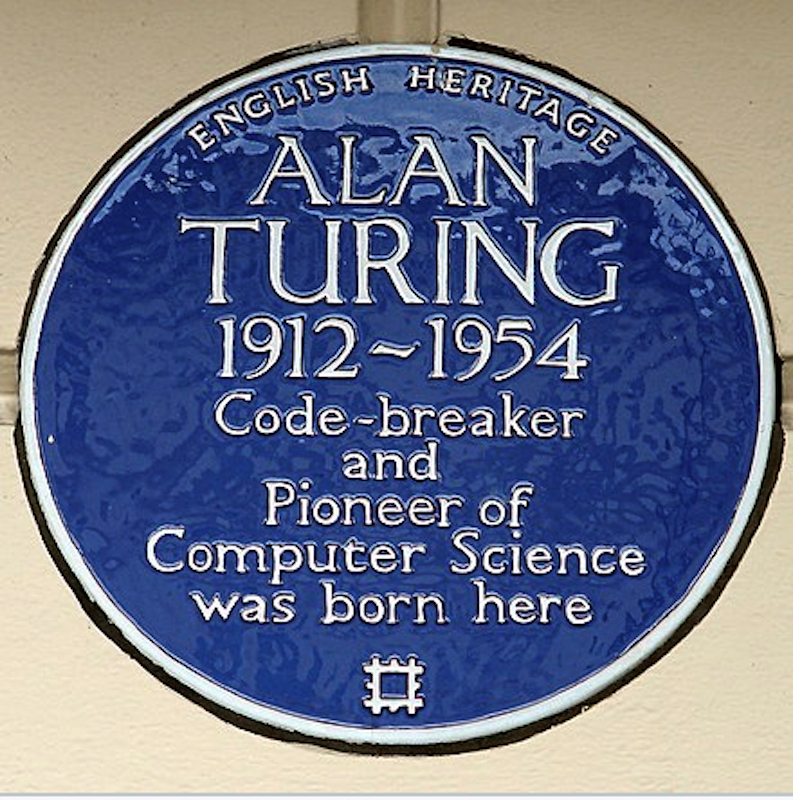 ENGLISH HERITAGE
ALAN
TURING
1912~1954
Code-breaker
and
Pioneer of
Computer Science
was born here